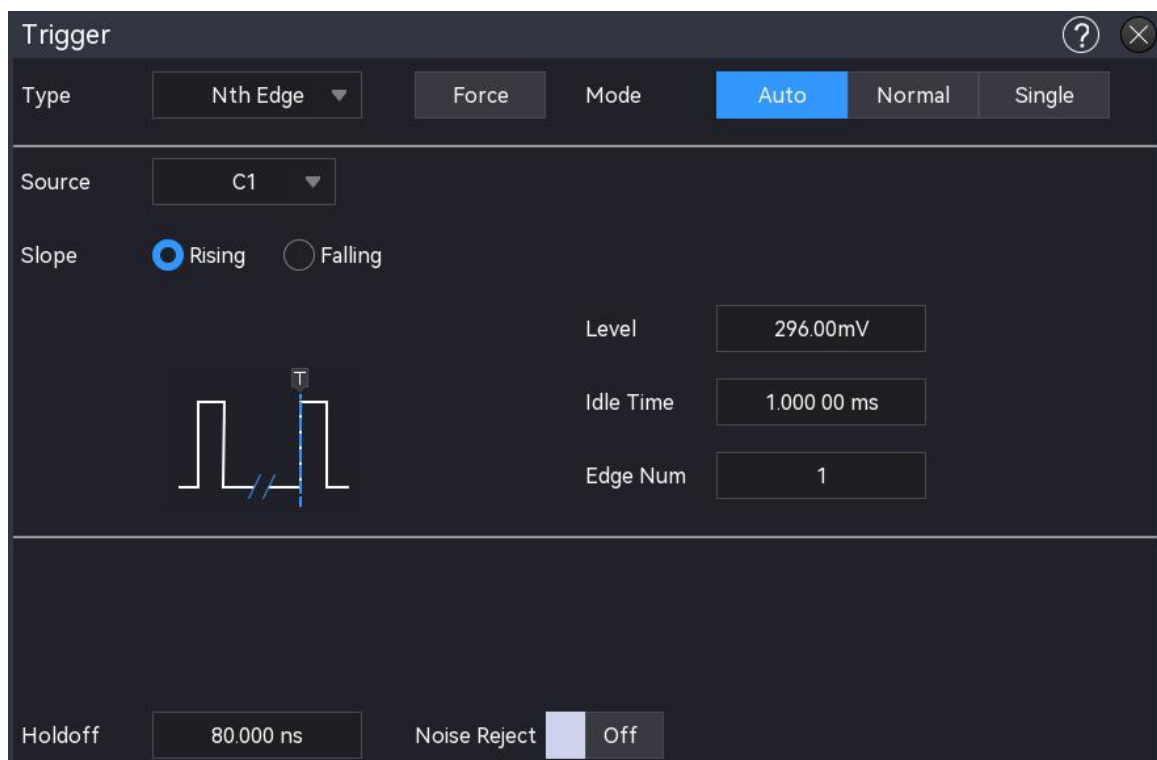 Trigger ?
Type Nth Edge Force Mode Auto Normal Single
Source C1
Slope Rising Falling
Level 296.00mV
T
Idle Time 1.000 00 ms
Edge Num 1
Holdoff 80.000 ns Noise Reject Off